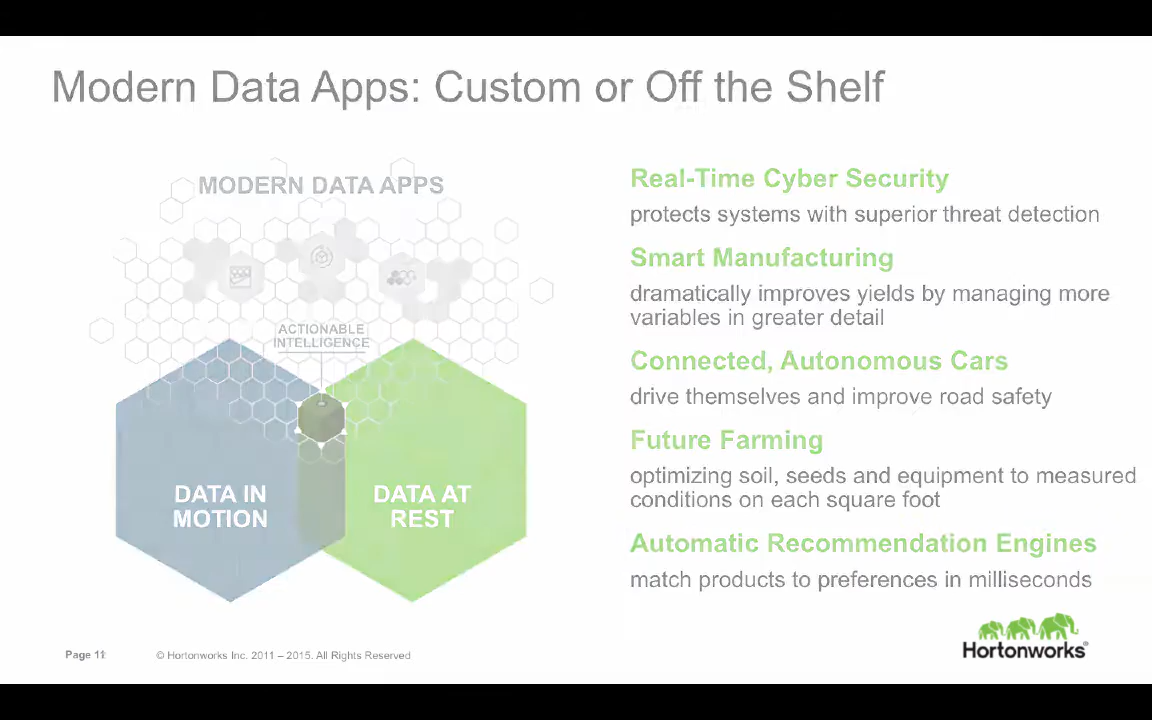 Modern Data Apps: Custom or Off the Shelf
MODERN DATA APPS
ACTIONABLE
INTELLIGENCE
DATA IN
MOTION
DATA AT
REST
Real-Time Cyber Security
protects systems with superior threat detection
Smart Manufacturing
dramatically improves yields by managing more
variables in greater detail
Connected, Autonomous Cars
drive themselves and improve road safety
Future Farming
optimizing soil, seeds and equipment to measured
conditions on each square foot
Automatic Recommendation Engines
match products to preferences in milliseconds
Page 11
© Hortonworks Inc. 2011 – 2015. All Rights Reserved
Hortonworks®